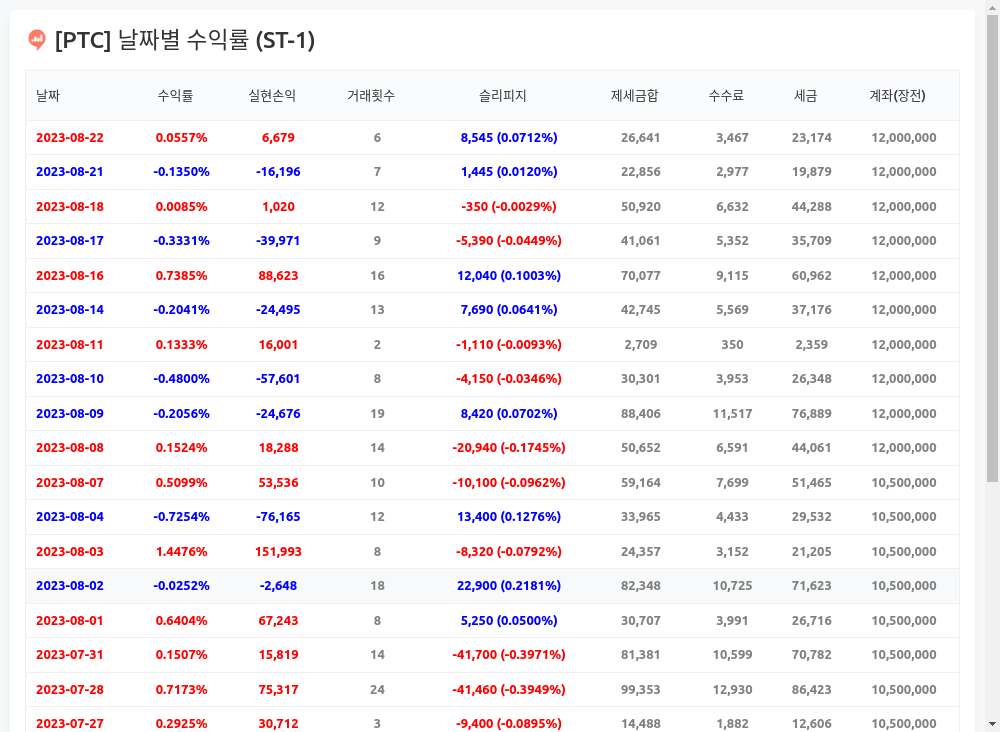 [PTC] 날짜별 수익률 (ST-1)
날짜 수익률 실현손익 거래횟수 슬리피지 제세금합 수수료 세금 계좌(장전)
2023-08-22 0.0557% 6,679 6 8,545 (0.0712%) 26,641 3,467 23,174 12,000,000
2023-08-21 -0.1350% -16,196 7 1,445 (0.0120%) 22,856 2,977 19,879 12,000,000
2023-08-18 0.0085% 1,020 12 -350 (-0.0029%) 50,920 6,632 44,288 12,000,000
2023-08-17 -0.3331% -39,971 9 -5,390 (-0.0449%) 41,061 5,352 35,709 12,000,000
2023-08-16 0.7385% 88,623 16 12,040 (0.1003%) 70,077 9,115 60,962 12,000,000
2023-08-14 -0.2041% -24,495 13 7,690 (0.0641%) 42,745 5,569 37,176 12,000,000
2023-08-11 0.1333% 16,001 2 -1,110 (-0.0093%) 2,709 350 2,359 12,000,000
2023-08-10 -0.4800% -57,601 8 -4,150 (-0.0346%) 30,301 3,953 26,348 12,000,000
2023-08-09 -0.2056% -24,676 19 8,420 (0.0702%) 88,406 11,517 76,889 12,000,000
2023-08-08 0.1524% 18,288 14 -20,940 (-0.1745%) 50,652 6,591 44,061 12,000,000
2023-08-07 0.5099% 53,536 10 -10,100 (-0.0962%) 59,164 7,699 51,465 10,500,000
2023-08-04 -0.7254% -76,165 12 13,400 (0.1276%) 33,965 4,433 29,532 10,500,000
2023-08-03 1.4476% 151,993 8 -8,320 (-0.0792%) 24,357 3,152 21,205 10,500,000
2023-08-02 -0.0252% -2,648 18 22,900 (0.2181%) 82,348 10,725 71,623 10,500,000
2023-08-01 0.6404% 67,243 8 5,250 (0.0500%) 30,707 3,991 26,716 10,500,000
2023-07-31 0.1507% 15,819 14 -41,700 (-0.3971%) 81,381 10,599 70,782 10,500,000
2023-07-28 0.7173% 75,317 24 -41,460 (-0.3949%) 99,353 12,930 86,423 10,500,000
2023-07-27 0.2925% 30,712 3 -9,400 (-0.0895%) 14,488 1,882 12,606 10,500,000